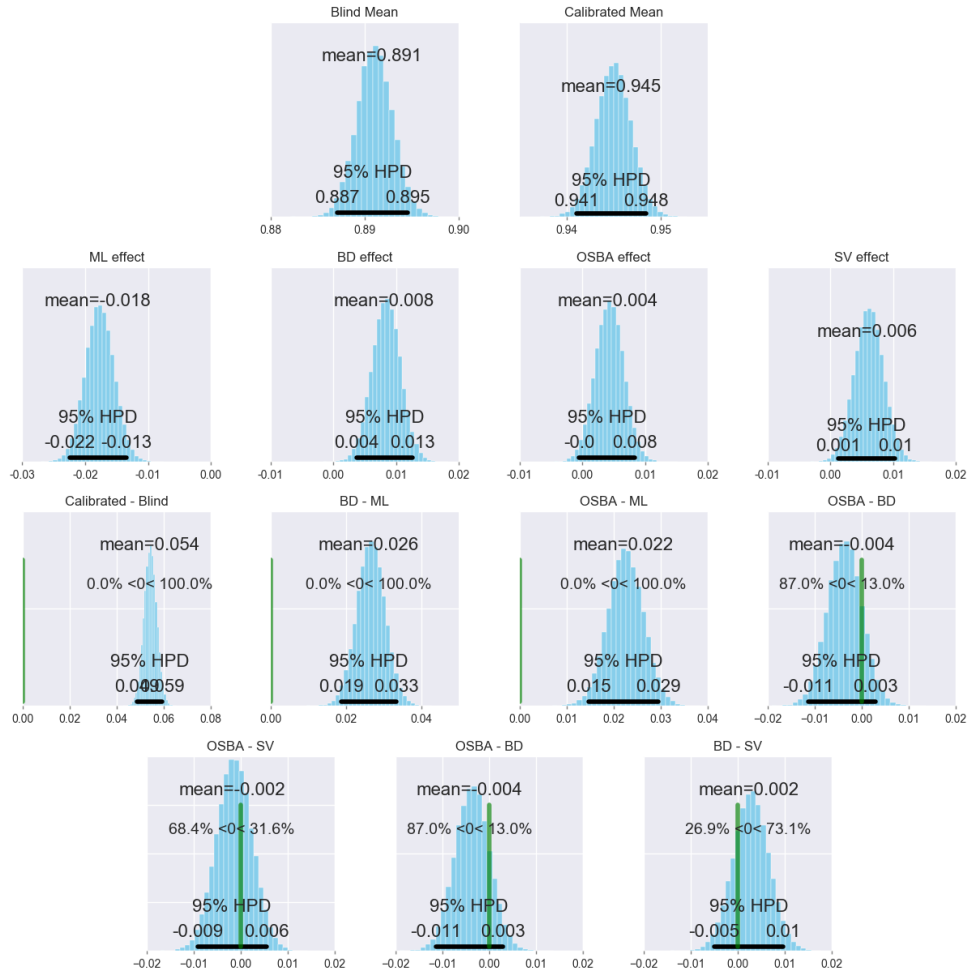 Blind Mean
Calibrated Mean
mean=0.891
mean=0.945
95% HPD
95% HPD
0.887 0.895
0.941 0.948
0.88 0.89 0.90
0.94 0.95
ML effect
BD effect
OSBA effect
SV effect
mean=-0.018
mean=0.008
mean=0.004
mean=0.006
95% HPD
95% HPD
95% HPD
95% HPD
-0.022 -0.013
0.004 0.013
-0.0 0.008
0.001 0.01
-0.03 -0.02 -0.01 0.00
-0.01 0.00 0.01 0.02
-0.01 0.00 0.01 0.02
-0.01 0.00 0.01 0.02
Calibrated - Blind
BD - ML
OSBA - ML
OSBA - BD
mean=0.054
mean=0.026
mean=0.022
mean=-0.004
0.0% <0< 100.0%
0.0% <0< 100.0%
0.0% <0< 100.0%
87.0% <0< 13.0%
95% HPD
95% HPD
95% HPD
95% HPD
0.049 0.059
0.019 0.033
0.015 0.029
-0.011 0.003
0.00 0.02 0.04 0.06 0.08
0.00 0.02 0.04
0.00 0.01 0.02 0.03 0.04
-0.02 -0.01 0.00 0.01 0.02
OSBA - SV
OSBA - BD
BD - SV
mean=-0.002
mean=-0.004
mean=0.002
68.4% <0< 31.6%
87.0% <0< 13.0%
26.9% <0< 73.1%
95% HPD
95% HPD
95% HPD
-0.009 0.006
-0.011 0.003
-0.005 0.01
-0.02 -0.01 0.00 0.01 0.02
-0.02 -0.01 0.00 0.01 0.02
-0.02 -0.01 0.00 0.01 0.02